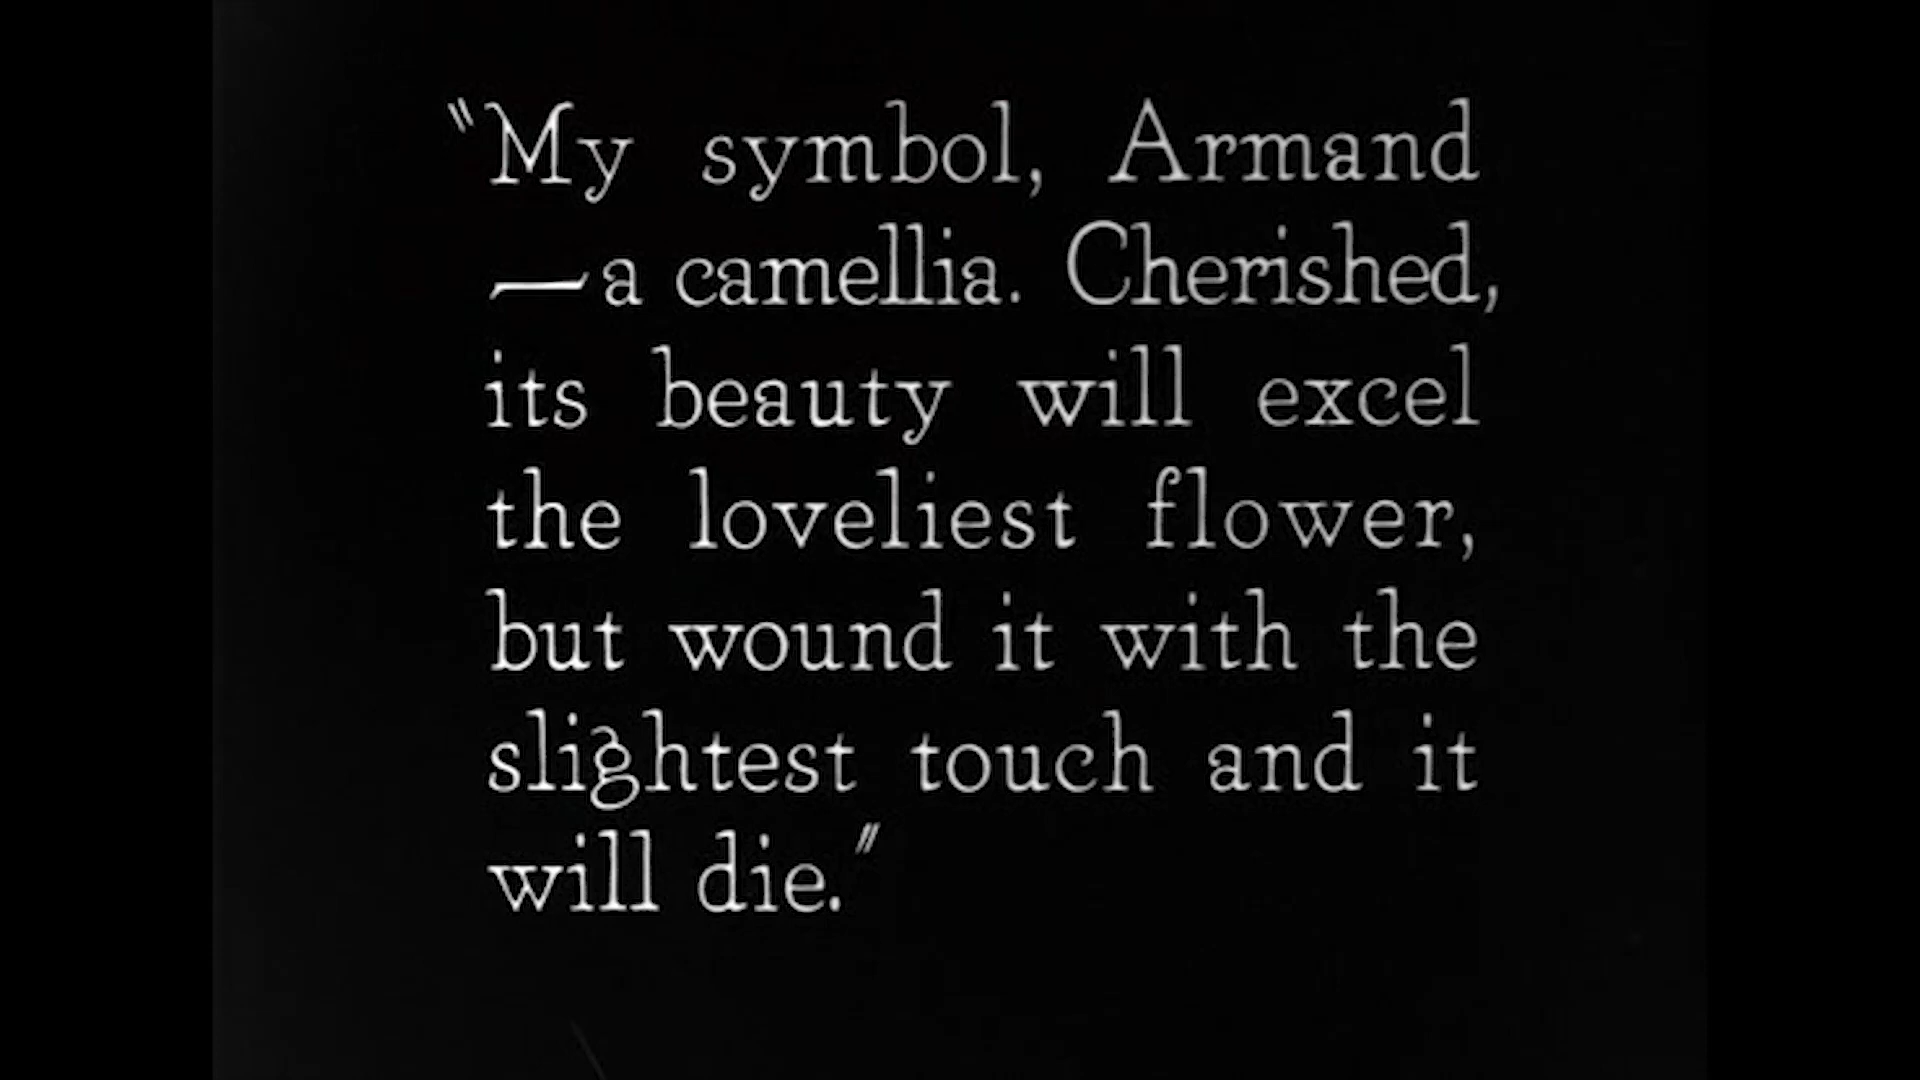 "My symbol, Armand
—a camellia. Cherished,
its beauty will excel
the loveliest flower,
but wound it with the
slightest touch and it
will die."